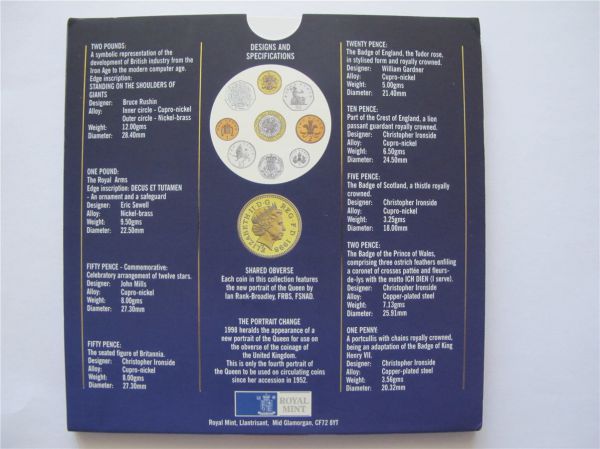 TWO POUNDS:
A symbolic representation of the
development of British industry from the
Iron Age to the modern computer age.
Edge inscription:
STANDING ON THE SHOULDERS OF
GIANTS
Designer: Bruce Rushin
Alloy: Inner circle - Cupro-nickel
Outer circle - Nickel-brass
Weight: 12.00gms
Diameter: 28.40mm
ONE POUND:
The Royal Arms
Edge inscription: DECUS ET TUTAMEN
- An ornament and a safeguard
Designer: Eric Sewell
Alloy: Nickel-brass
Weight: 9.50gms
Diameter: 22.50mm
FIFTY PENCE - Commemorative:
Celebratory arrangement of twelve stars.
Designer: John Mills
Alloy: Cupro-nickel
Weight: 8.00gms
Diameter: 27.30mm
FIFTY PENCE:
The seated figure of Britannia.
Designer: Christopher Ironside
Alloy: Cupro-nickel
Weight: 8.00gms
Diameter: 27.30mm
DESIGNS AND
SPECIFICATIONS
ELIZABETH·II·D·G REG·F·D·1998
SHARED OBVERSE
Each coin in this collection features
the new portrait of the Queen by
Ian Rank-Broadley, FRBS, FSNAD.
THE PORTRAIT CHANGE
1998 heralds the appearance of a
new portrait of the Queen for use on
the obverse of the coinage of
the United Kingdom.
This is only the fourth portrait of
the Queen to be used on circulating coins
since her accession in 1952.
ROYAL
MINT
Royal Mint, Llantrisant, Mid Glamorgan. CF72 8YT
TWENTY PENCE:
The Badge of England, the Tudor rose,
in stylised form and royally crowned.
Designer: William Gardner
Alloy: Cupro-nickel
Weight: 5.00gms
Diameter: 21.40mm
TEN PENCE:
Part of the Crest of England, a lion
passant guardant royally crowned.
Designer: Christopher Ironside
Alloy: Cupro-nickel
Weight: 6.50gms
Diameter: 24.50mm
FIVE PENCE:
The Badge of Scotland, a thistle royally
crowned.
Designer: Christopher Ironside
Alloy: Cupro-nickel
Weight: 3.25gms
Diameter: 18.00mm
TWO PENCE:
The Badge of the Prince of Wales,
comprising three ostrich feathers enfiling
a coronet of crosses pattée and fleurs-
de-lys with the motto ICH DIEN (I serve).
Designer: Christopher Ironside
Alloy: Copper-plated steel
Weight: 7.13gms
Diameter: 25.91mm
ONE PENNY:
A portcullis with chains royally crowned,
being an adaptation of the Badge of King
Henry VII.
Designer: Christopher Ironside
Alloy: Copper-plated steel
Weight: 3.56gms
Diameter: 20.32mm